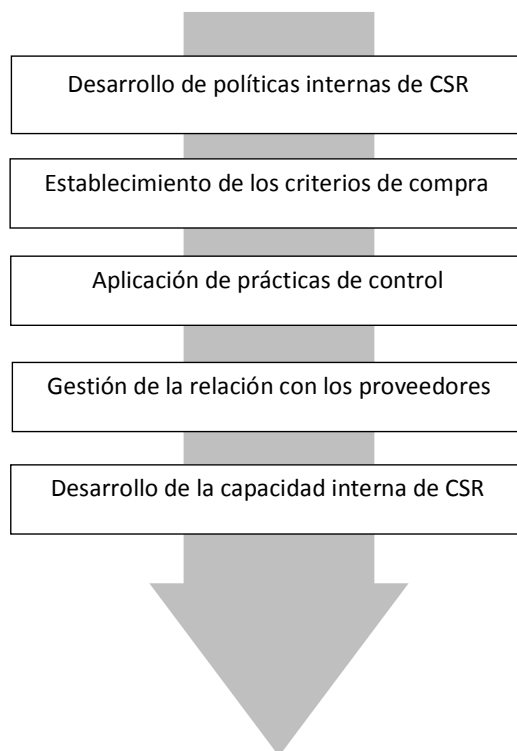 Desarrollo de políticas internas de CSR
Establecimiento de los criterios de compra
Aplicación de prácticas de control
Gestión de la relación con los proveedores
Desarrollo de la capacidad interna de CSR